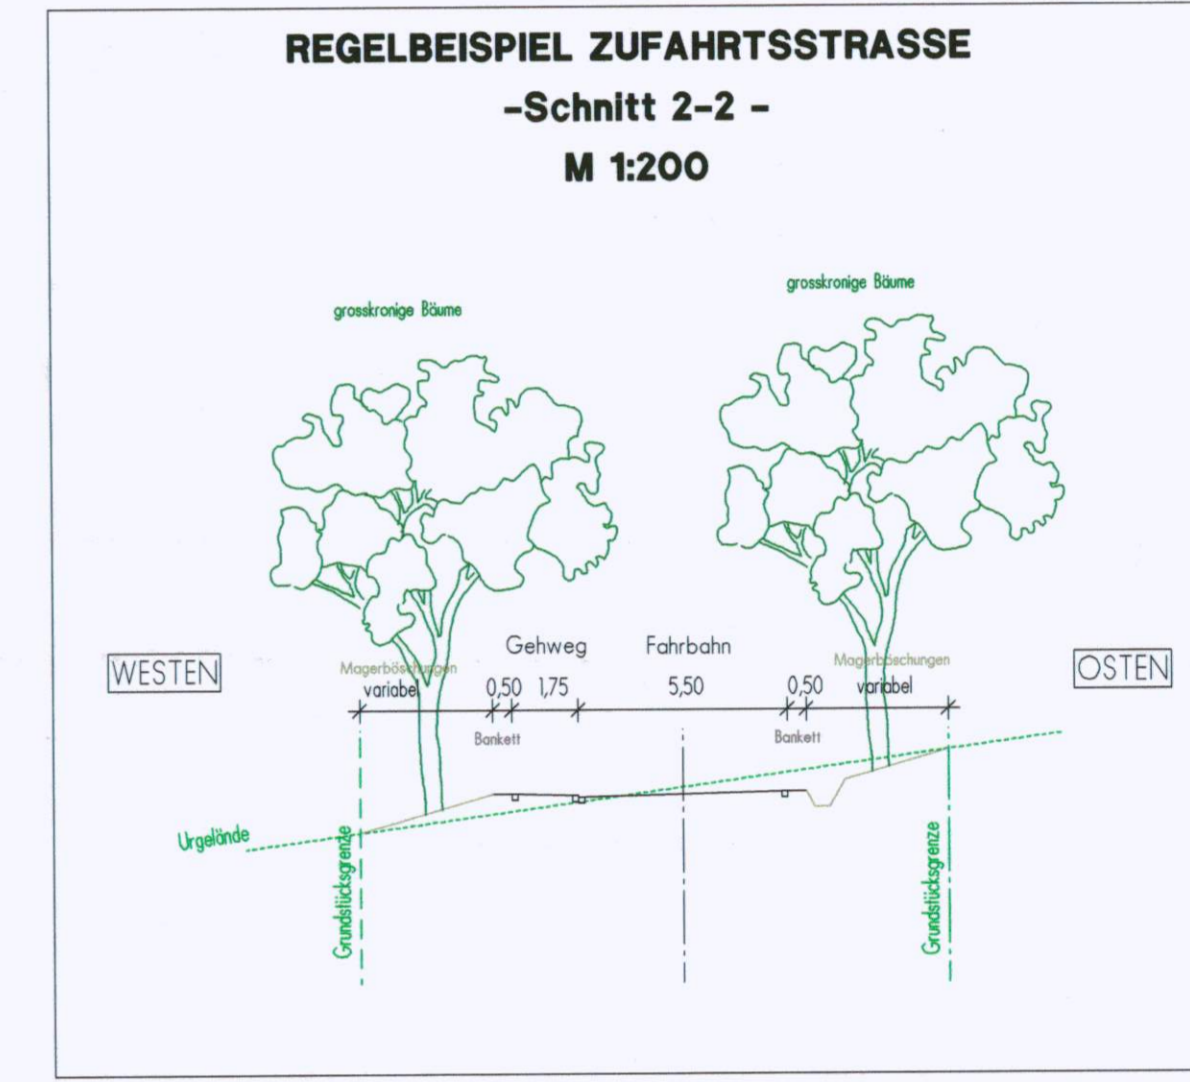 REGELBEISPIEL ZUFAHRTSSTRASSE
-Schnitt 2-2 -
M 1:200
grosskronige Bäume
grosskronige Bäume
Gehweg
Fahrbahn
WESTEN
Magerböschungen
Magerböschungen
OSTEN
variabel
0,50
1,75
5,50
0,50
variabel
Bankett
Bankett
Urgelände
Grundstücksgrenze
Grundstücksgrenze